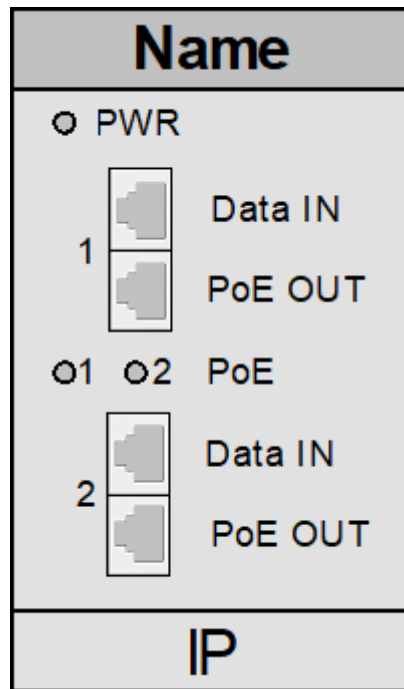 Name
PWR
1
Data IN
PoE OUT
1 2 PoE
2
Data IN
PoE OUT
IP